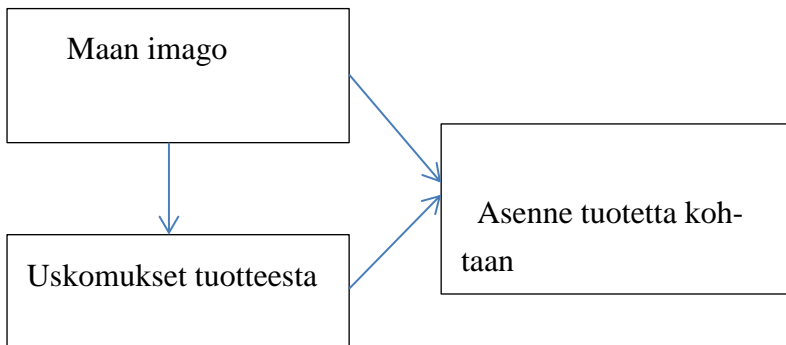 Maan imago
Asenne tuotetta koh-
taan
Uskomukset tuotteesta